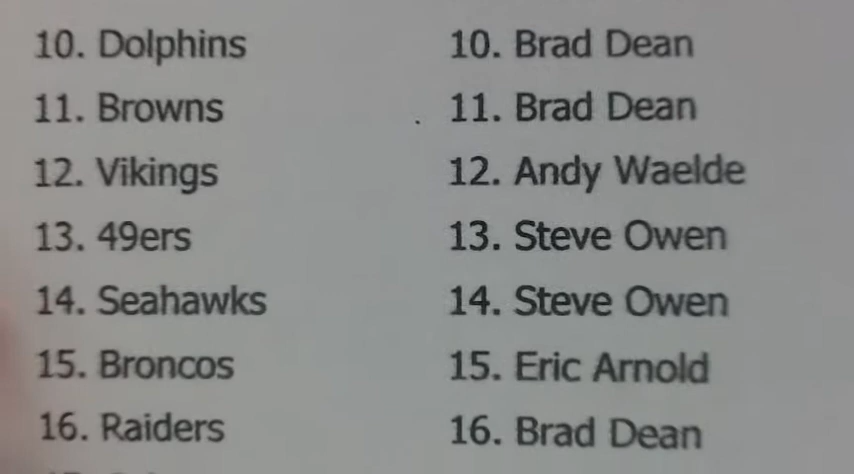 10. Dolphins
11. Browns
12. Vikings
13. 49ers
14. Seahawks
15. Broncos
16. Raiders
10. Brad Dean
11. Brad Dean
12. Andy Waelde
13. Steve Owen
14. Steve Owen
15. Eric Arnold
16. Brad Dean